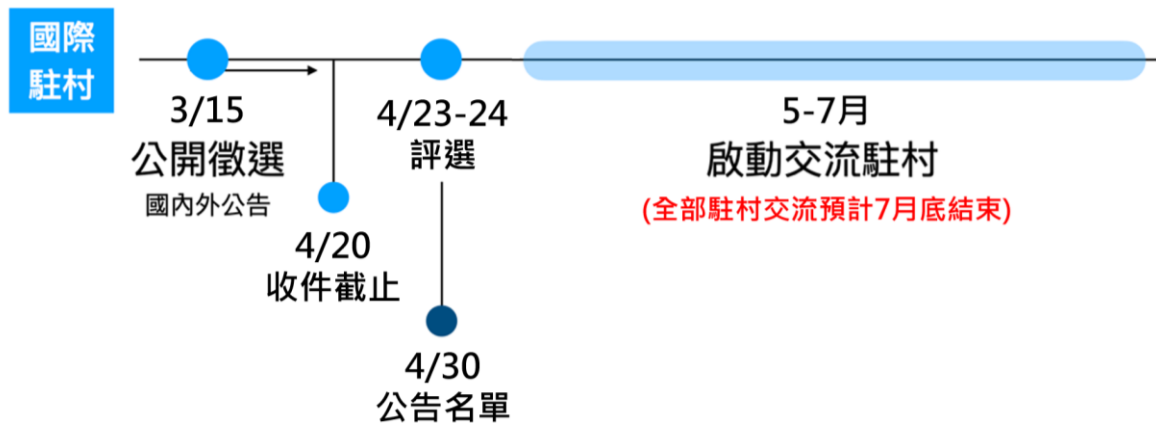 國際
駐村
3/15
公開徵選
國內外公告
4/20
收件截止
4/23-24
評選
4/30
公告名單
5-7月
啟動交流駐村
(全部駐村交流預計7月底結束)